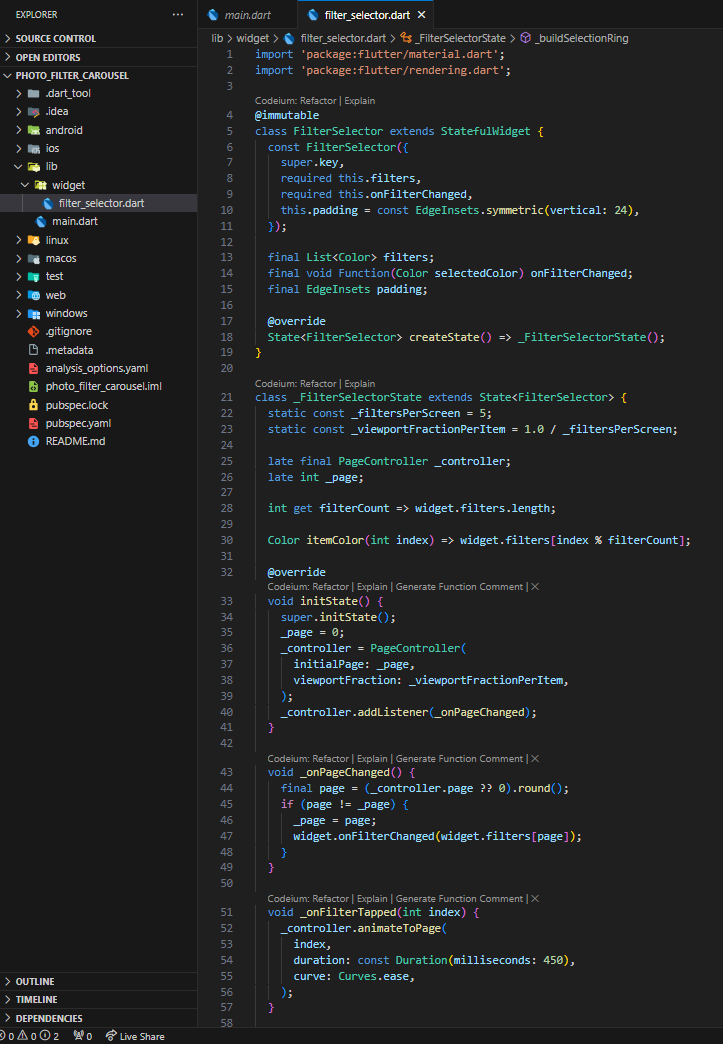 EXPLORER
···
SOURCE CONTROL
OPEN EDITORS
PHOTO_FILTER_CAROUSEL
.dart_tool
.idea
android
ios
lib
widget
filter_selector.dart
main.dart
linux
macos
test
web
windows
.gitignore
.metadata
analysis_options.yaml
photo_filter_carousel.iml
pubspec.lock
pubspec.yaml
README.md
OUTLINE
TIMELINE
DEPENDENCIES
main.dart
filter_selector.dart
lib > widget > filter_selector.dart > _FilterSelectorState > _buildSelectionRing
1 import 'package:flutter/material.dart';
2 import 'package:flutter/rendering.dart';
3
Codeium: Refactor | Explain
4 @immutable
5 class FilterSelector extends StatefulWidget {
6 const FilterSelector({
7 super.key,
8 required this.filters,
9 required this.onFilterChanged,
10 this.padding = const EdgeInsets.symmetric(vertical: 24),
11 });
12
13 final List<Color> filters;
14 final void Function(Color selectedColor) onFilterChanged;
15 final EdgeInsets padding;
16
17 @override
18 State<FilterSelector> createState() => _FilterSelectorState();
19 }
20
Codeium: Refactor | Explain
21 class _FilterSelectorState extends State<FilterSelector> {
22 static const _filtersPerScreen = 5;
23 static const _viewportFractionPerItem = 1.0 / _filtersPerScreen;
24
25 late final PageController _controller;
26 late int _page;
27
28 int get filterCount => widget.filters.length;
29
30 Color itemColor(int index) => widget.filters[index % filterCount];
31
32 @override
Codeium: Refactor | Explain | Generate Function Comment | ×
33 void initState() {
34 super.initState();
35 _page = 0;
36 _controller = PageController(
37 initialPage: _page,
38 viewportFraction: _viewportFractionPerItem,
39 );
40 _controller.addListener(_onPageChanged);
41 }
42
Codeium: Refactor | Explain | Generate Function Comment | ×
43 void _onPageChanged() {
44 final page = (_controller.page ?? 0).round();
45 if (page != _page) {
46 _page = page;
47 widget.onFilterChanged(widget.filters[page]);
48 }
49 }
50
Codeium: Refactor | Explain | Generate Function Comment | ×
51 void _onFilterTapped(int index) {
52 _controller.animateToPage(
53 index,
54 duration: const Duration(milliseconds: 450),
55 curve: Curves.ease,
56 );
57 }
58
0 0 2 0 Live Share